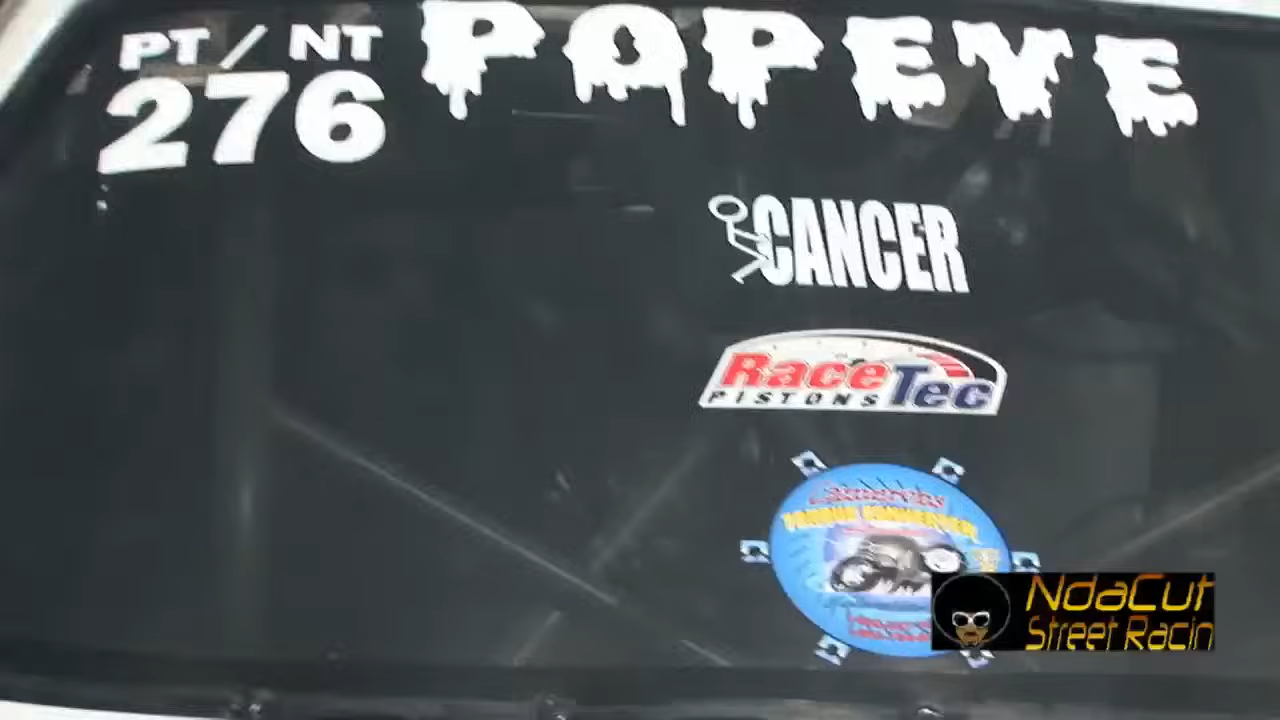 PT/NT
276
POPEYE
CANCER
RaceTec
PISTONS
NdaCut
Street Racin